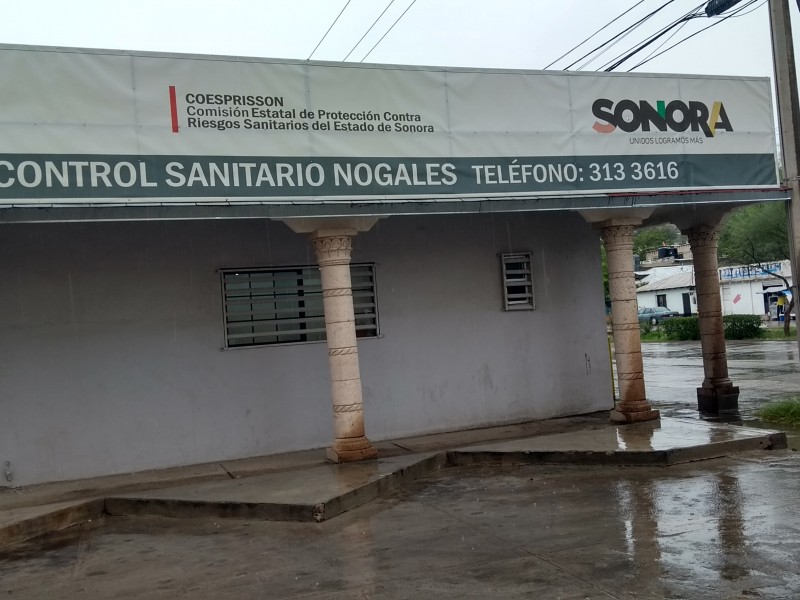 COESPRISSON
Comisión Estatal de Protección Contra
Riesgos Sanitarios del Estado de Sonora
SONORA
UNIDOS LOGRAMOS MÁS
CONTROL SANITARIO NOGALES TELÉFONO: 313 3616